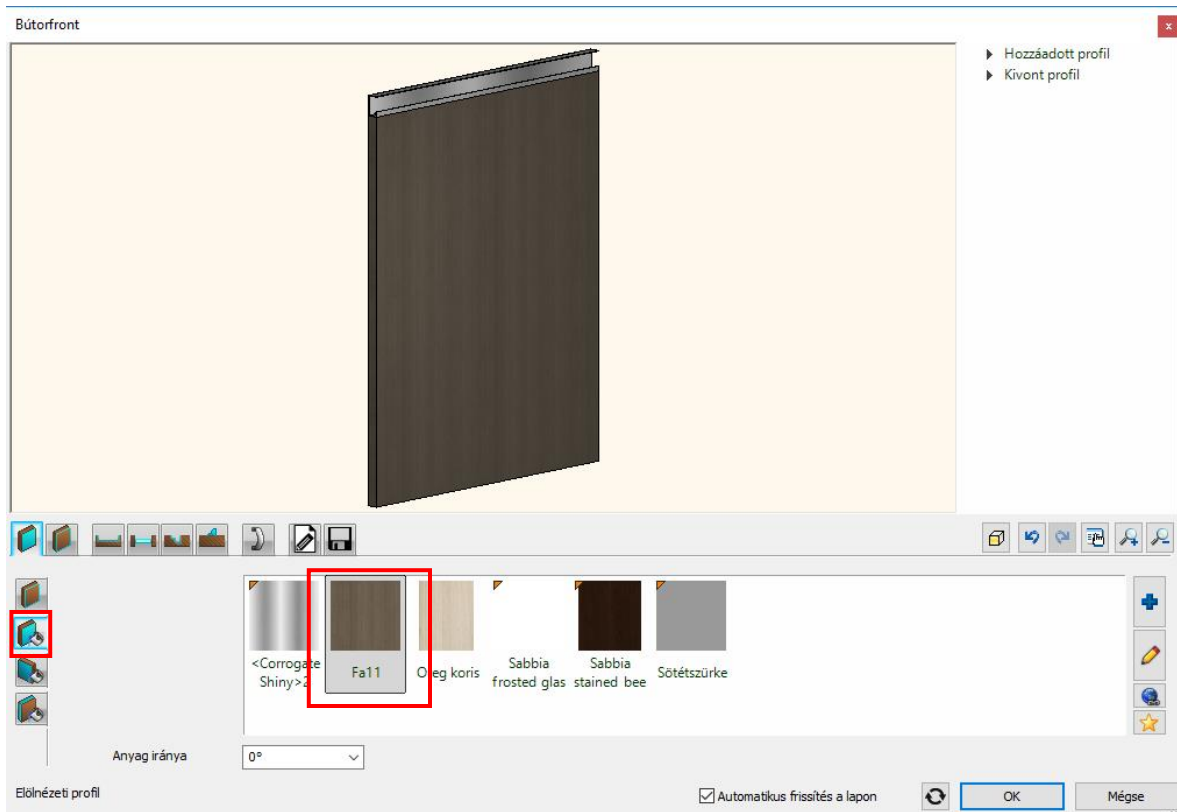 Bútorfront
x
Hozzáadott profil
Kivont profil
<Corrogate
Shiny>2
Fa11
Öreg koris
Sabbia
frosted glas
Sabbia
stained bee
Sötétszürke
Anyag iránya
0°
Elölnézeti profil
Automatikus frissítés a lapon
OK
Mégse